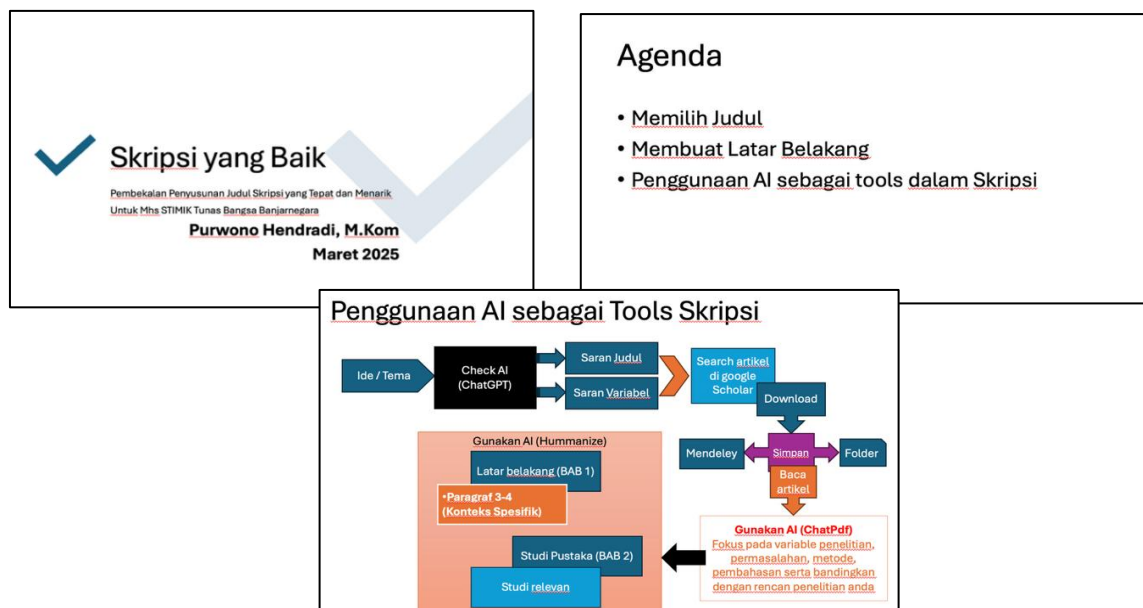 Skripsi yang Baik
Pembekalan Penyusunan Judul Skripsi yang Tepat dan Menarik
Untuk Mhs STIMIK Tunas Bangsa Banjarnegara
Purwono Hendradi, M.Kom
Maret 2025
Agenda
• Memilih Judul
• Membuat Latar Belakang
• Penggunaan AI sebagai tools dalam Skripsi
Penggunaan AI sebagai Tools Skripsi
Ide / Tema
Check AI
(ChatGPT)
Saran Judul
Saran Variabel
Search artikel
di google
Scholar
Download
Mendeley
Simpan
Folder
Baca
artikel
Gunakan AI (ChatPdf)
Fokus pada variable penelitian,
permasalahan, metode,
pembahasan serta bandingkan
dengan rencan penelitian anda
Gunakan AI (Hummanize)
Latar belakang (BAB 1)
•Paragraf 3-4
(Konteks Spesifik)
Studi Pustaka (BAB 2)
Studi relevan